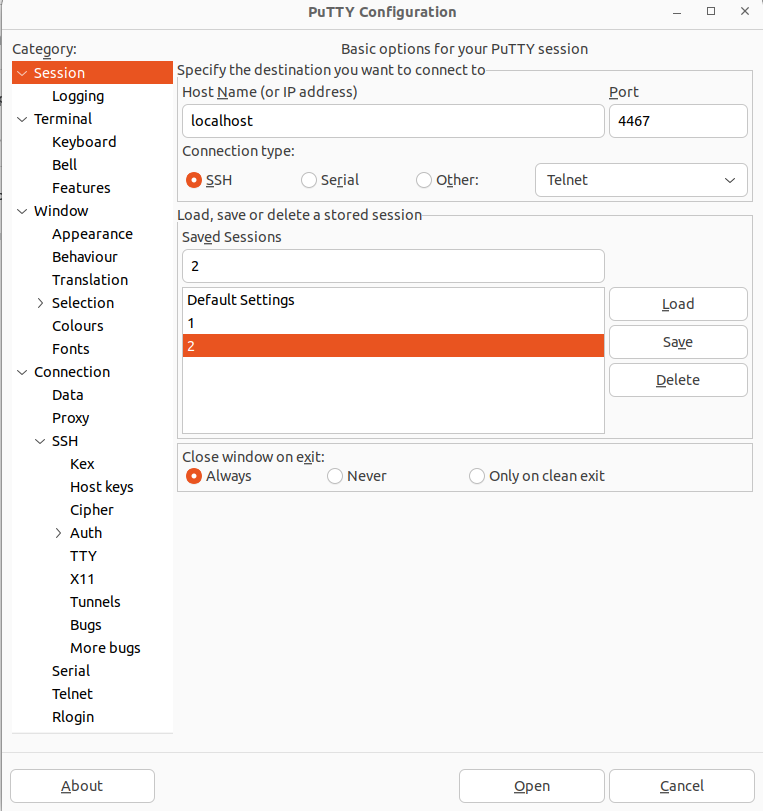 PuTTY Configuration
Category:
Session
Logging
Terminal
Keyboard
Bell
Features
Window
Appearance
Behaviour
Translation
Selection
Colours
Fonts
Connection
Data
Proxy
SSH
Kex
Host keys
Cipher
Auth
TTY
X11
Tunnels
Bugs
More bugs
Serial
Telnet
Rlogin
Basic options for your PuTTY session
Specify the destination you want to connect to
Host Name (or IP address) Port
localhost 4467
Connection type:
SSH Serial Other: Telnet
Load, save or delete a stored session
Saved Sessions
2
Default Settings
1
2
Load
Save
Delete
Close window on exit:
Always Never Only on clean exit
About Open Cancel